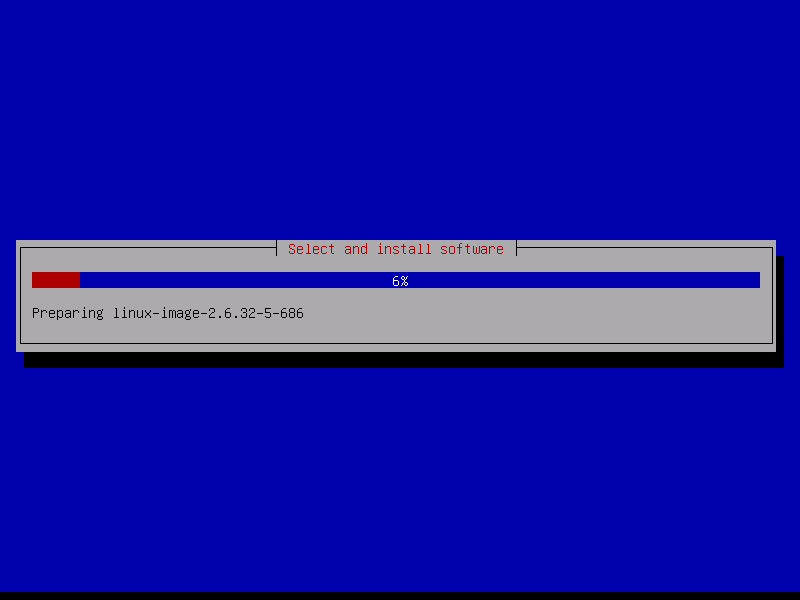 Select and install software
6%
Preparing linux-image-2.6.32-5-686